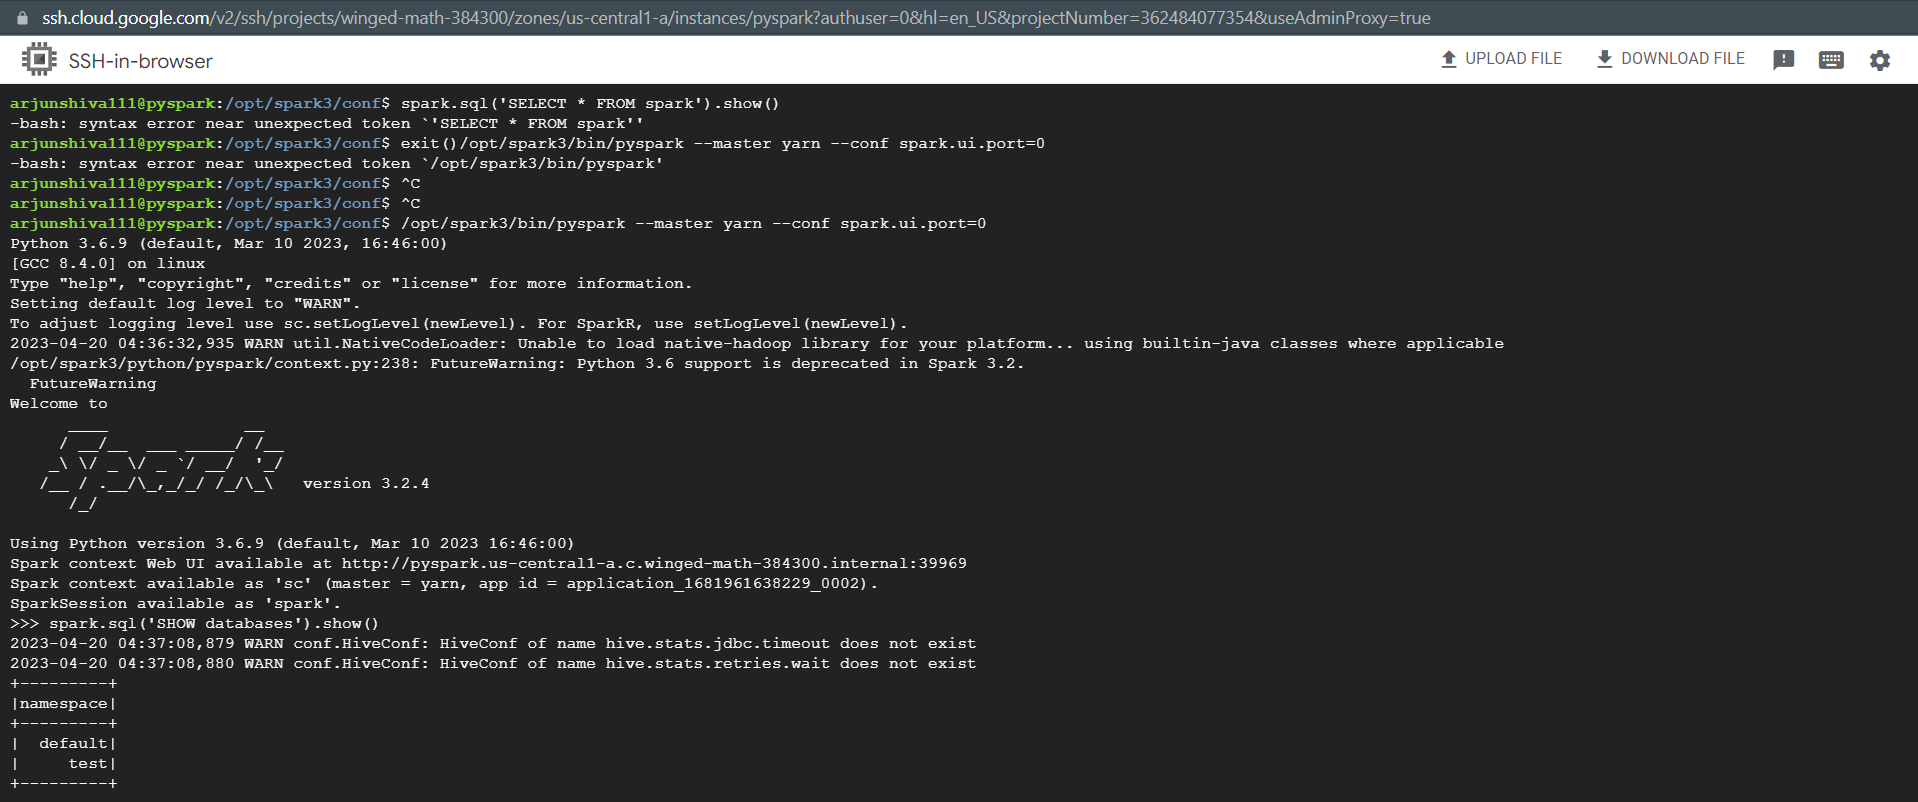 ssh.cloud.google.com/v2/ssh/projects/winged-math-384300/zones/us-central1-a/instances/pyspark?authuser=0&hl=en_US&projectNumber=362484077354&useAdminProxy=true
SSH-in-browser
UPLOAD FILE
DOWNLOAD FILE
arjunshiva111@pyspark:/opt/spark3/conf$ spark.sql('SELECT * FROM spark').show()
-bash: syntax error near unexpected token `'SELECT * FROM spark''
arjunshiva111@pyspark:/opt/spark3/conf$ exit()/opt/spark3/bin/pyspark --master yarn --conf spark.ui.port=0
-bash: syntax error near unexpected token `/opt/spark3/bin/pyspark'
arjunshiva111@pyspark:/opt/spark3/conf$ ^C
arjunshiva111@pyspark:/opt/spark3/conf$ ^C
arjunshiva111@pyspark:/opt/spark3/conf$ /opt/spark3/bin/pyspark --master yarn --conf spark.ui.port=0
Python 3.6.9 (default, Mar 10 2023, 16:46:00)
[GCC 8.4.0] on linux
Type "help", "copyright", "credits" or "license" for more information.
Setting default log level to "WARN".
To adjust logging level use sc.setLogLevel(newLevel). For SparkR, use setLogLevel(newLevel).
2023-04-20 04:36:32,935 WARN util.NativeCodeLoader: Unable to load native-hadoop library for your platform... using builtin-java classes where applicable
/opt/spark3/python/pyspark/context.py:238: FutureWarning: Python 3.6 support is deprecated in Spark 3.2.
  FutureWarning
Welcome to
      ____              __
     / __/__  ___ _____/ /__
    _\ \/ _ \/ _ `/ __/  '_/
   /__ / .__/\_,_/_/ /_/\_\   version 3.2.4
      /_/
Using Python version 3.6.9 (default, Mar 10 2023 16:46:00)
Spark context Web UI available at http://pyspark.us-central1-a.c.winged-math-384300.internal:39969
Spark context available as 'sc' (master = yarn, app id = application_1681961638229_0002).
SparkSession available as 'spark'.
>>> spark.sql('SHOW databases').show()
2023-04-20 04:37:08,879 WARN conf.HiveConf: HiveConf of name hive.stats.jdbc.timeout does not exist
2023-04-20 04:37:08,880 WARN conf.HiveConf: HiveConf of name hive.stats.retries.wait does not exist
+---------+
|namespace|
+---------+
|  default|
|     test|
+---------+